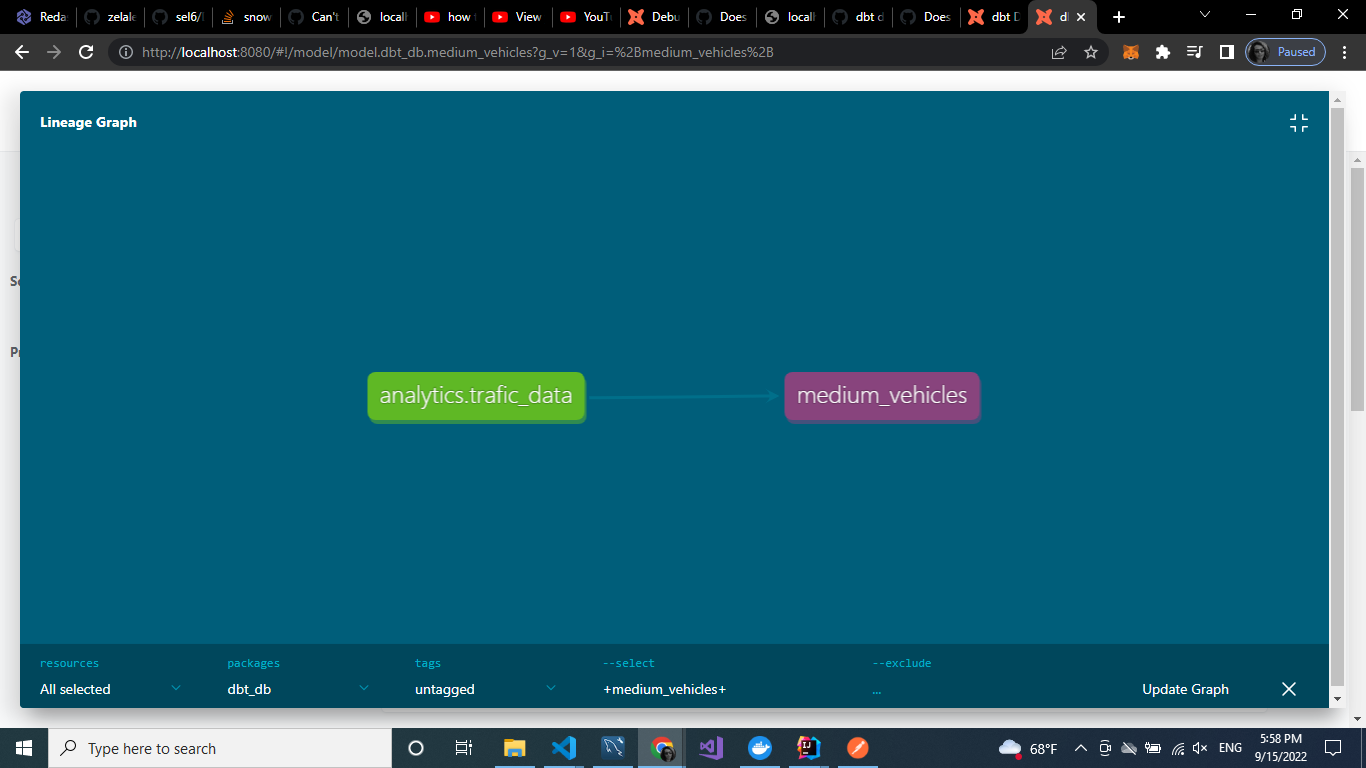 Reda
zelale
sel6/
snow
Can't
locall
how t
View
YouTu
Debu
Does
locall
dbt d
Does
dbt D
http://localhost:8080/#!/model/model.dbt_db.medium_vehicles?g_v=1&g_i=%2Bmedium_vehicles%2B
Paused
Lineage Graph
analytics.trafic_data
medium_vehicles
resources
packages
tags
--select
--exclude
All selected
dbt_db
untagged
+medium_vehicles+
...
Update Graph
Type here to search
68°F
ENG
5:58 PM
9/15/2022